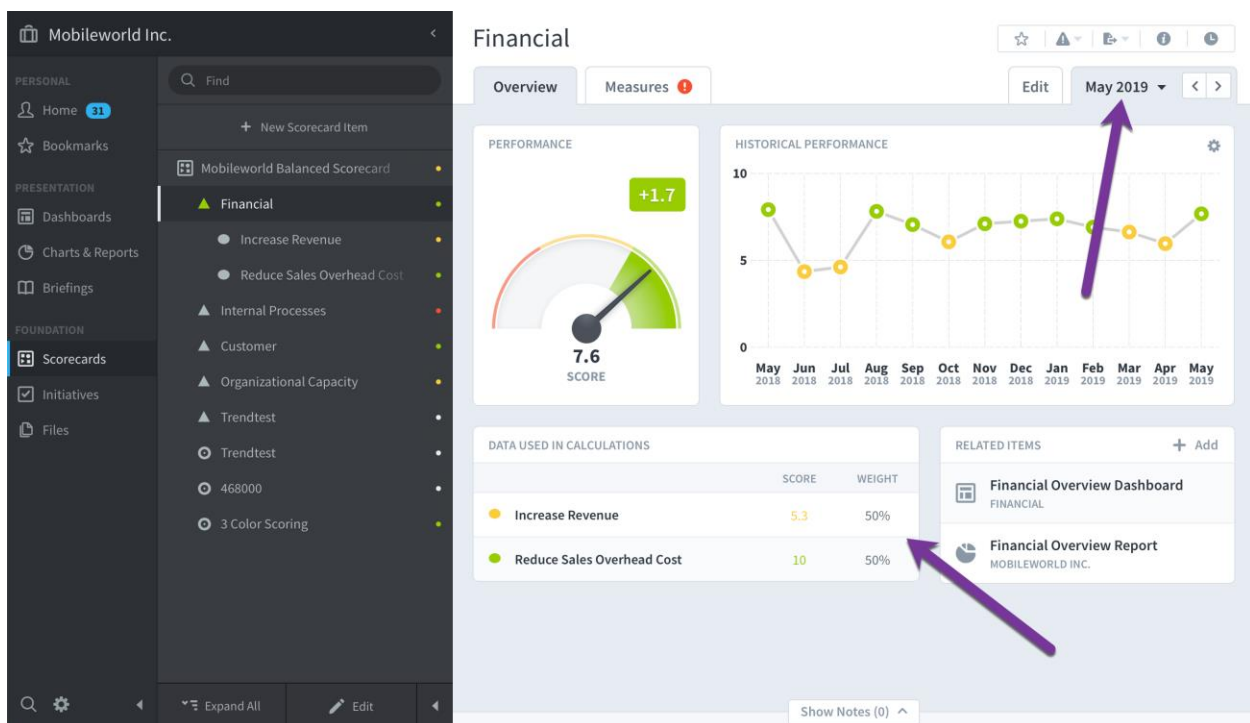 Mobileworld Inc.
PERSONAL
Home 31
Bookmarks
PRESENTATION
Dashboards
Charts & Reports
Briefings
FOUNDATION
Scorecards
Initiatives
Files
Find
+ New Scorecard Item
Mobileworld Balanced Scorecard
Financial
Increase Revenue
Reduce Sales Overhead Cost
Internal Processes
Customer
Organizational Capacity
Trendtest
Trendtest
468000
3 Color Scoring
Expand All
Edit
Financial
Overview
Measures
Edit
May 2019
PERFORMANCE
+1.7
7.6
SCORE
HISTORICAL PERFORMANCE
10
5
0
May Jun Jul Aug Sep Oct Nov Dec Jan Feb Mar Apr May
2018 2018 2018 2018 2018 2018 2018 2018 2019 2019 2019 2019 2019
DATA USED IN CALCULATIONS
SCORE WEIGHT
Increase Revenue 5.3 50%
Reduce Sales Overhead Cost 10 50%
RELATED ITEMS + Add
Financial Overview Dashboard
FINANCIAL
Financial Overview Report
MOBILEWORLD INC.
Show Notes (0)